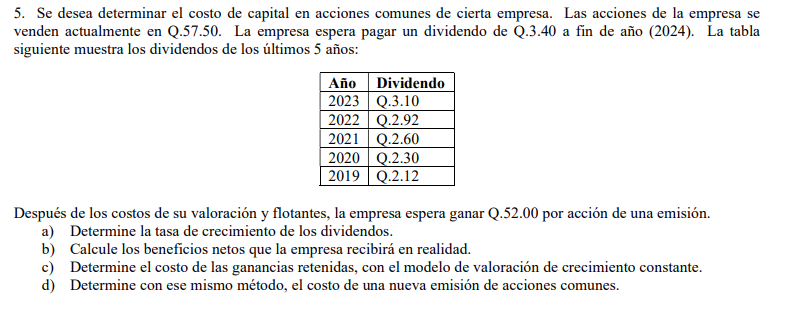 5. Se desea determinar el costo de capital en acciones comunes de cierta empresa. Las acciones de la empresa se
venden actualmente en Q.57.50. La empresa espera pagar un dividendo de Q.3.40 a fin de año (2024). La tabla
siguiente muestra los dividendos de los últimos 5 años:
Año Dividendo
2023 Q.3.10
2022 Q.2.92
2021 Q.2.60
2020 Q.2.30
2019 Q.2.12
Después de los costos de su valoración y flotantes, la empresa espera ganar Q.52.00 por acción de una emisión.
a) Determine la tasa de crecimiento de los dividendos.
b) Calcule los beneficios netos que la empresa recibirá en realidad.
c) Determine el costo de las ganancias retenidas, con el modelo de valoración de crecimiento constante.
d) Determine con ese mismo método, el costo de una nueva emisión de acciones comunes.